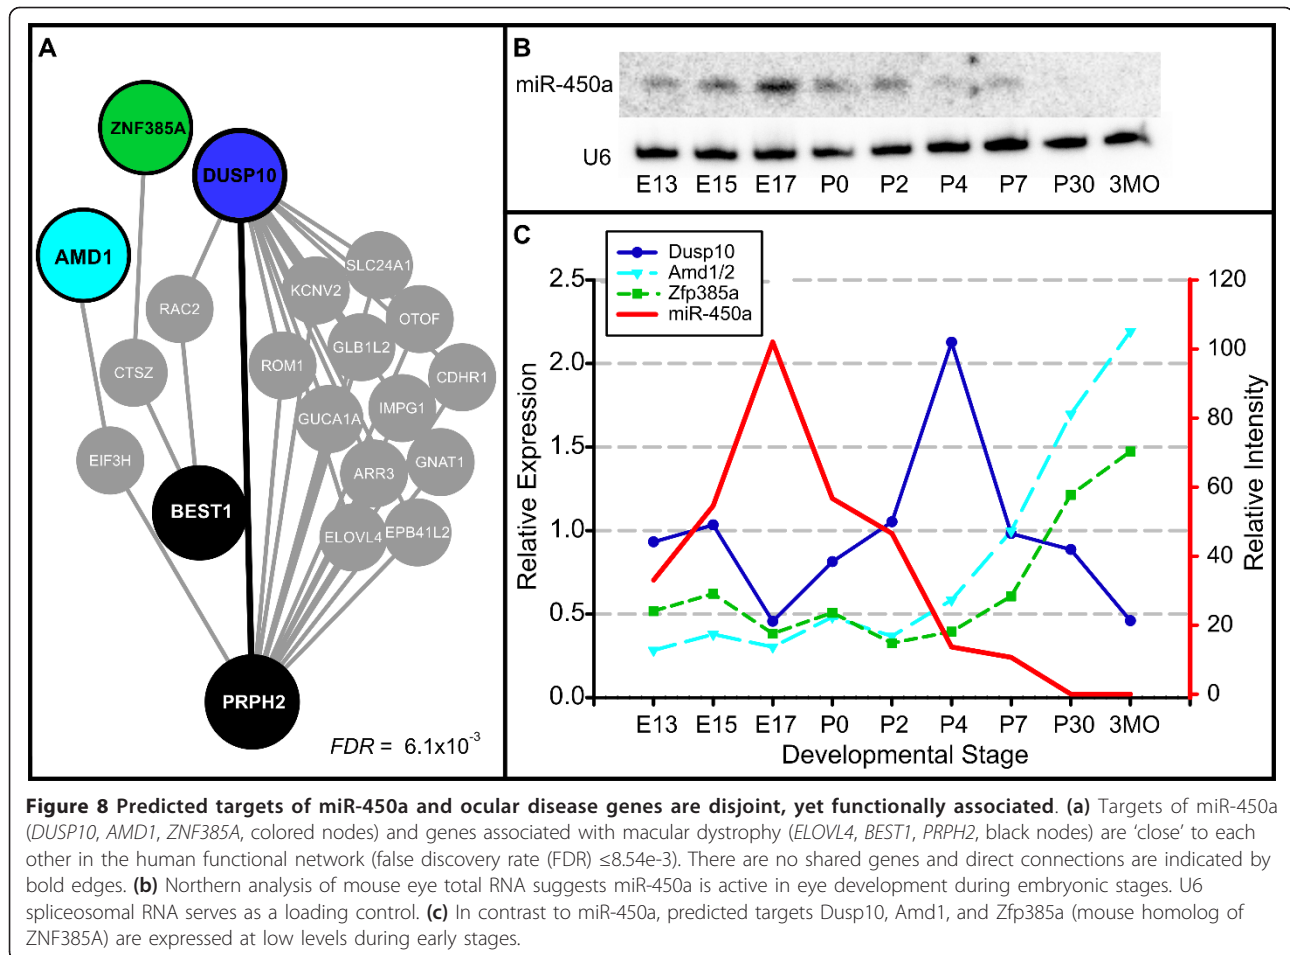 A
ZNF385A
DUSP10
AMD1
SLC24A1
KCNV2
RAC2
OTOF
GLB1L2
CTSZ
ROM1
CDHR1
IMPG1
GUCA1A
EIF3H
ARR3
GNAT1
BEST1
ELOVL4
EPB41L2
PRPH2
FDR = 6.1x10-3
B
miR-450a
U6
E13 E15 E17 P0 P2 P4 P7 P30 3MO
C
Dusp10
Amd1/2
Zfp385a
miR-450a
2.5
2.0
1.5
1.0
0.5
0.0
Relative Expression
120
100
80
60
40
20
0
Relative Intensity
E13 E15 E17 P0 P2 P4 P7 P30 3MO
Developmental Stage
Figure 8 Predicted targets of miR-450a and ocular disease genes are disjoint, yet functionally associated. (a) Targets of miR-450a
(DUSP10, AMD1, ZNF385A, colored nodes) and genes associated with macular dystrophy (ELOVL4, BEST1, PRPH2, black nodes) are ‘close’ to each
other in the human functional network (false discovery rate (FDR) ≤8.54e-3). There are no shared genes and direct connections are indicated by
bold edges. (b) Northern analysis of mouse eye total RNA suggests miR-450a is active in eye development during embryonic stages. U6
spliceosomal RNA serves as a loading control. (c) In contrast to miR-450a, predicted targets Dusp10, Amd1, and Zfp385a (mouse homolog of
ZNF385A) are expressed at low levels during early stages.